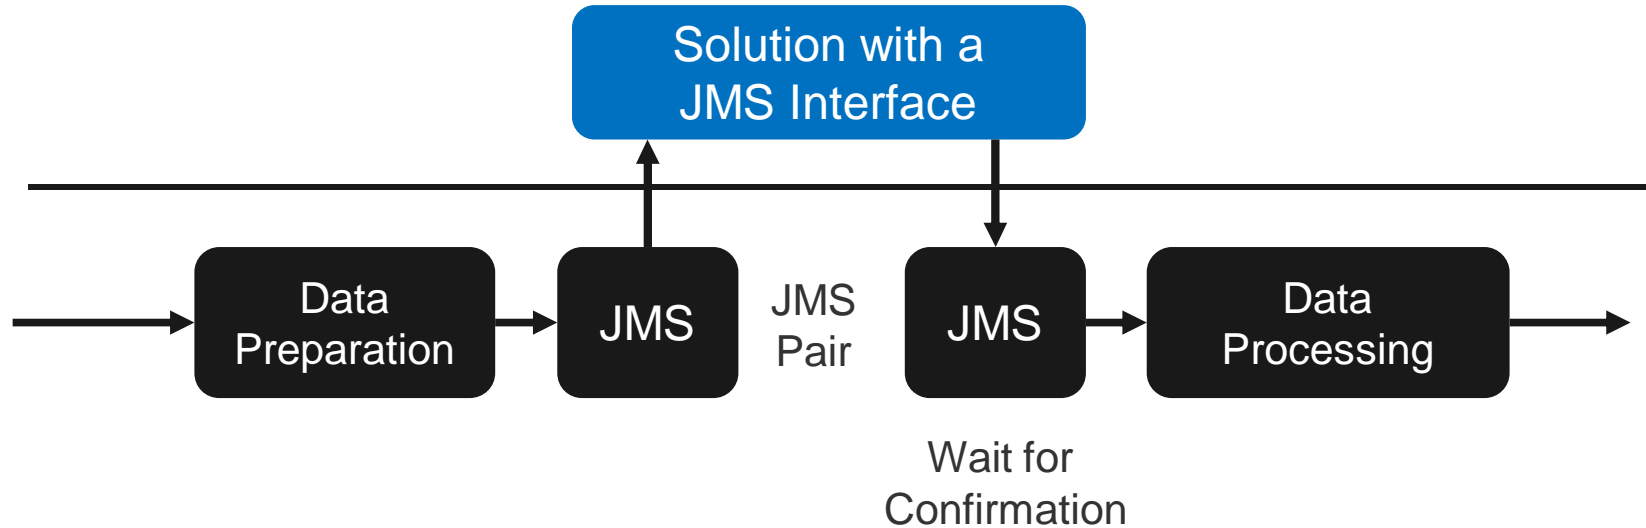 Solution with a
JMS Interface
Data
Preparation
JMS
JMS
Pair
JMS
Data
Processing
Wait for
Confirmation